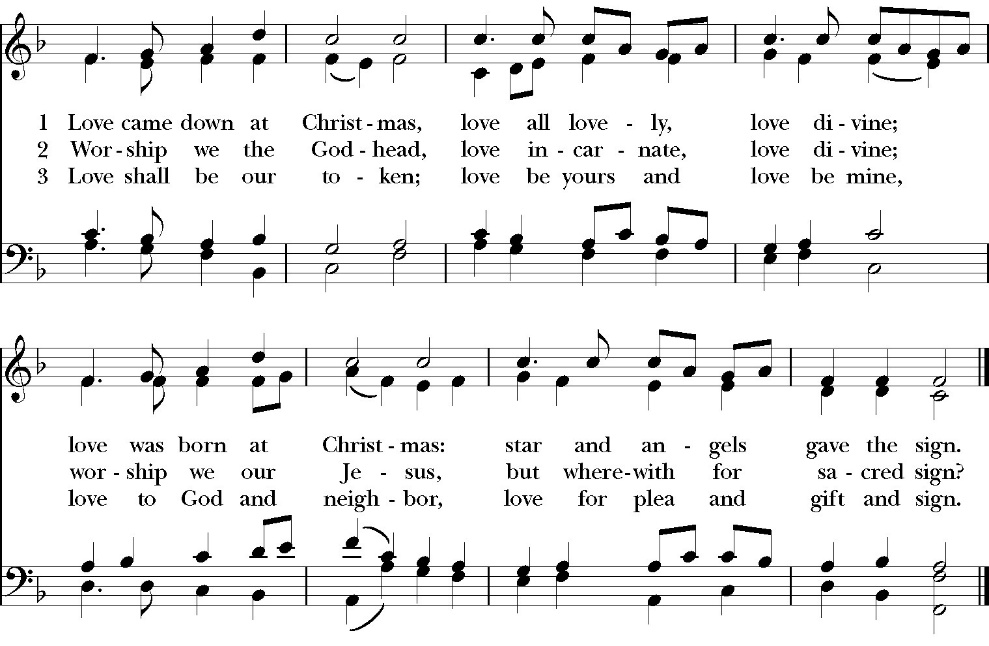 1 Love came down at Christ-mas, love all love-ly, love di-vine;
2 Wor-ship we the God-head, love in-car-nate, love di-vine;
3 Love shall be our to-ken; love be yours and love be mine,
love was born at Christ-mas: star and an-gels gave the sign.
wor-ship we our Je-sus, but where-with for sa-cred sign?
love to God and neigh-bor, love for plea and gift and sign.